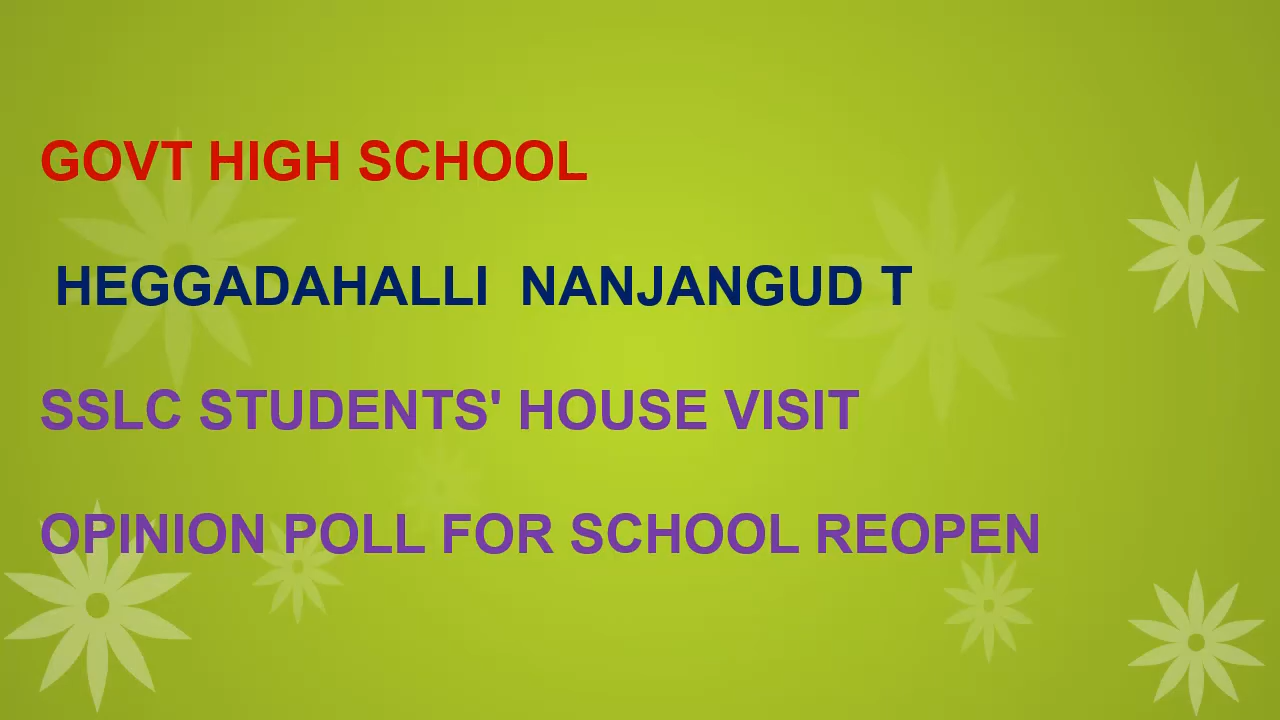 GOVT HIGH SCHOOL
HEGGADAHALLI  NANJANGUD T
SSLC STUDENTS' HOUSE VISIT
OPINION POLL FOR SCHOOL REOPEN